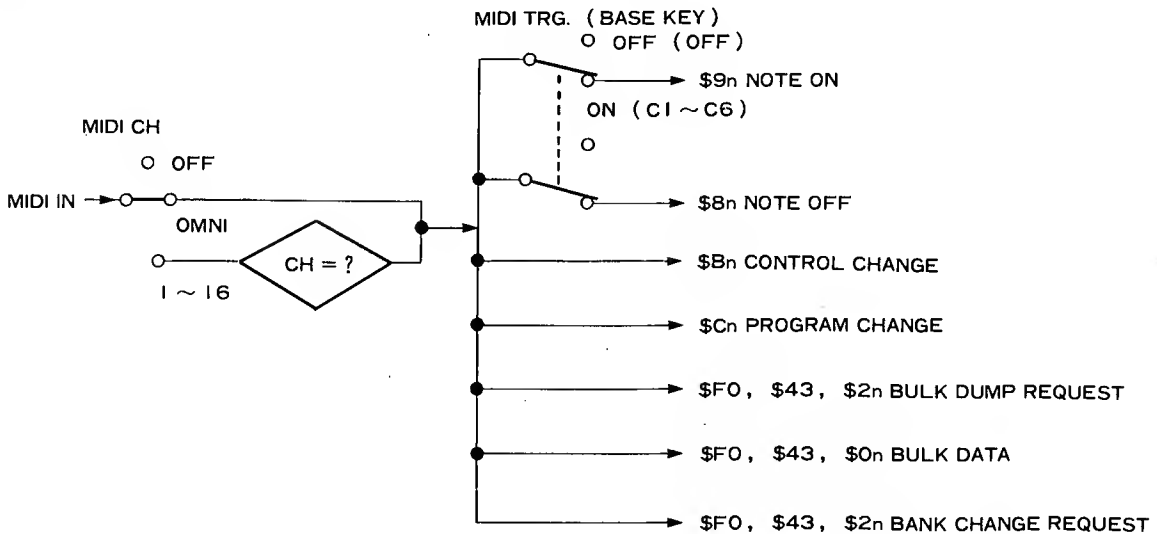 MIDI TRG. (BASE KEY)
OFF (OFF)
$9n NOTE ON
ON (C1 ~ C6)
MIDI CH
OFF
MIDI IN
$8n NOTE OFF
OMNI
CH = ?
$Bn CONTROL CHANGE
1 ~ 16
$Cn PROGRAM CHANGE
$F0, $43, $2n BULK DUMP REQUEST
$F0, $43, $0n BULK DATA
$F0, $43, $2n BANK CHANGE REQUEST